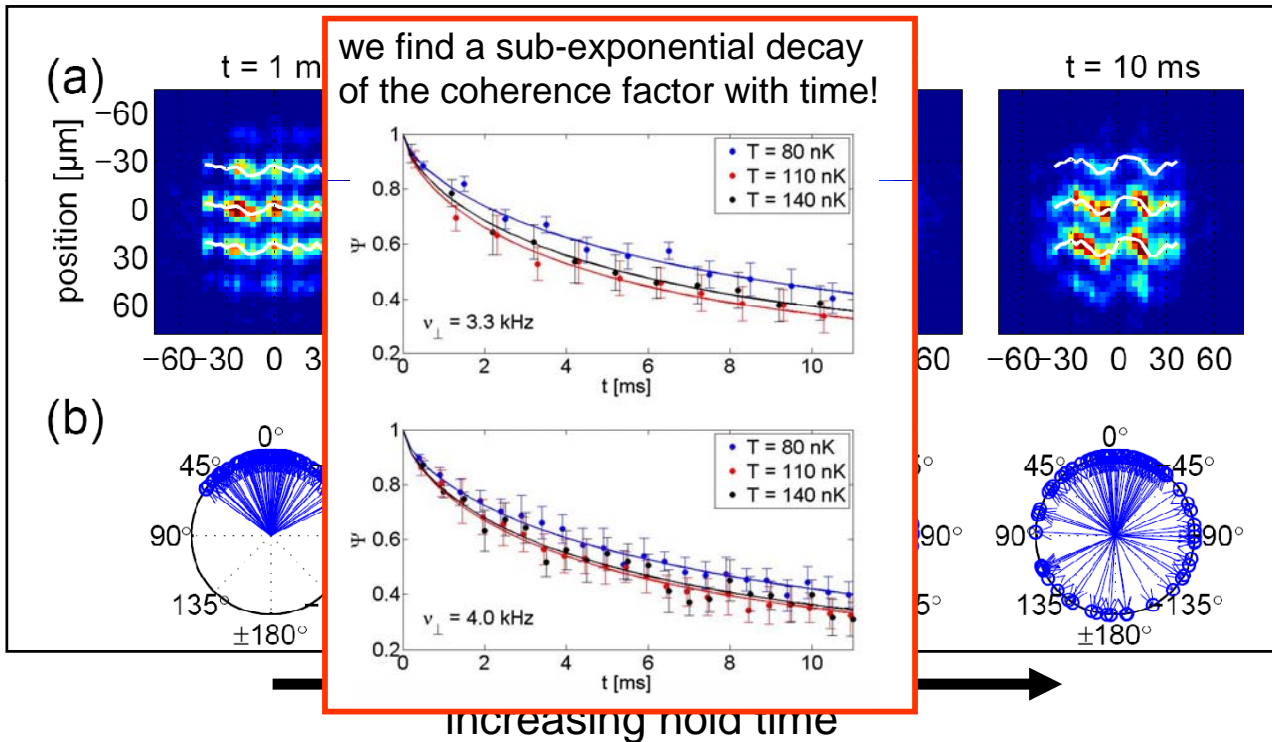 we find a sub-exponential decay
of the coherence factor with time!
(a)
t = 1 m
t = 10 ms
position [µm]
−60
−30
0
30
60
−60 −30 0 3
60
−60 −30 0 30 60
1
0.8
0.6
0.4
0.2
Ψ
T = 80 nK
T = 110 nK
T = 140 nK
ν⊥ = 3.3 kHz
0 2 4 6 8 10
t [ms]
(b)
0°
45°
90°
135°
±180°
1
0.8
0.6
0.4
0.2
Ψ
T = 80 nK
T = 110 nK
T = 140 nK
ν⊥ = 4.0 kHz
0 2 4 6 8 10
t [ms]
5°
90°
5°
0°
45°
−45°
90°
−90°
135°
−135°
±180°
increasing hold time